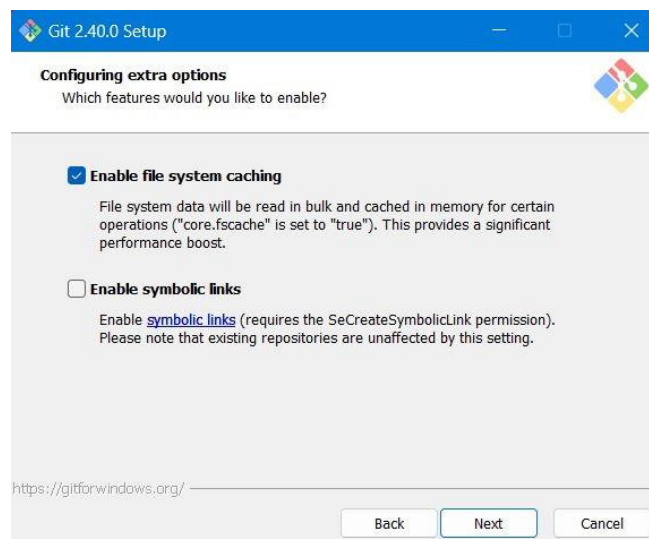 Git 2.40.0 Setup
Configuring extra options
Which features would you like to enable?
Enable file system caching
File system data will be read in bulk and cached in memory for certain
operations ("core.fscache" is set to "true"). This provides a significant
performance boost.
Enable symbolic links
Enable symbolic links (requires the SeCreateSymbolicLink permission).
Please note that existing repositories are unaffected by this setting.
https://gitforwindows.org/
Back Next Cancel